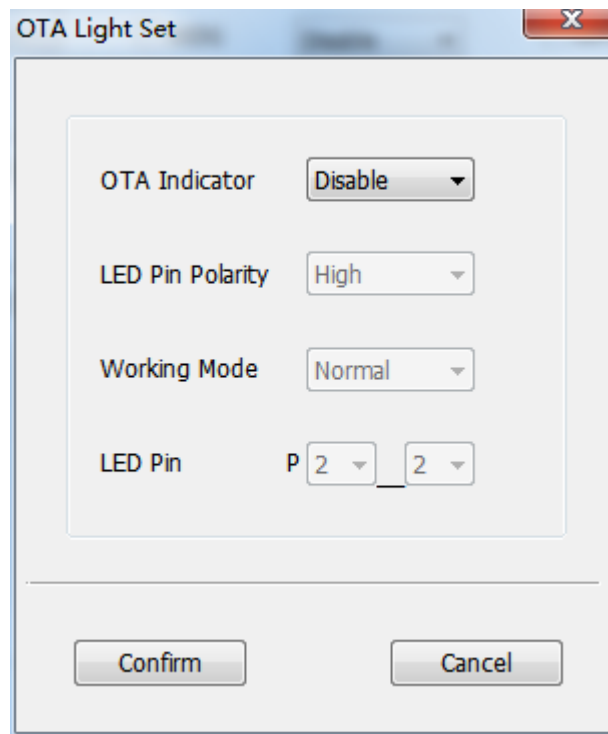 OTA Light Set
OTA Indicator Disable
LED Pin Polarity High
Working Mode Normal
LED Pin P 2 __ 2
Confirm Cancel